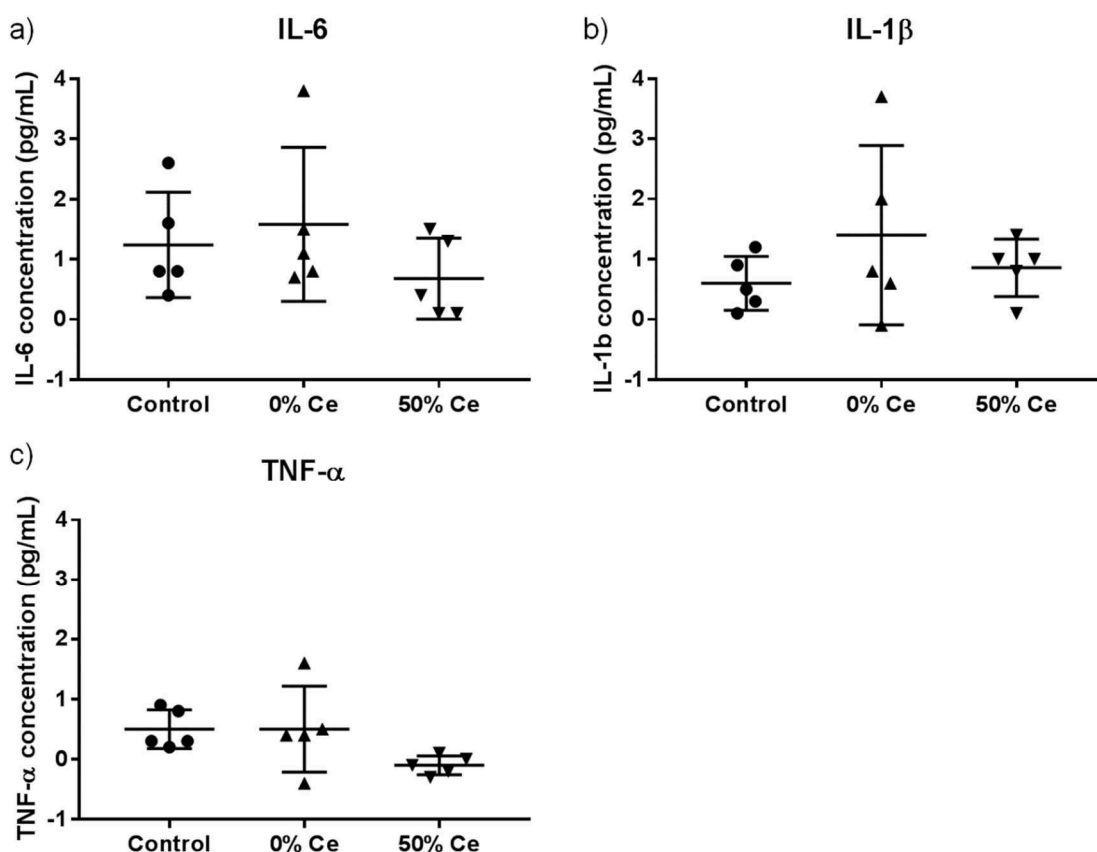 a)
IL-6
IL-6 concentration (pg/mL)
4
3
2
1
0
-1
Control 0% Ce 50% Ce
b)
IL-1β
IL-1b concentration (pg/mL)
4
3
2
1
0
-1
Control 0% Ce 50% Ce
c)
TNF-α
TNF-α concentration (pg/mL)
4
3
2
1
0
-1
Control 0% Ce 50% Ce